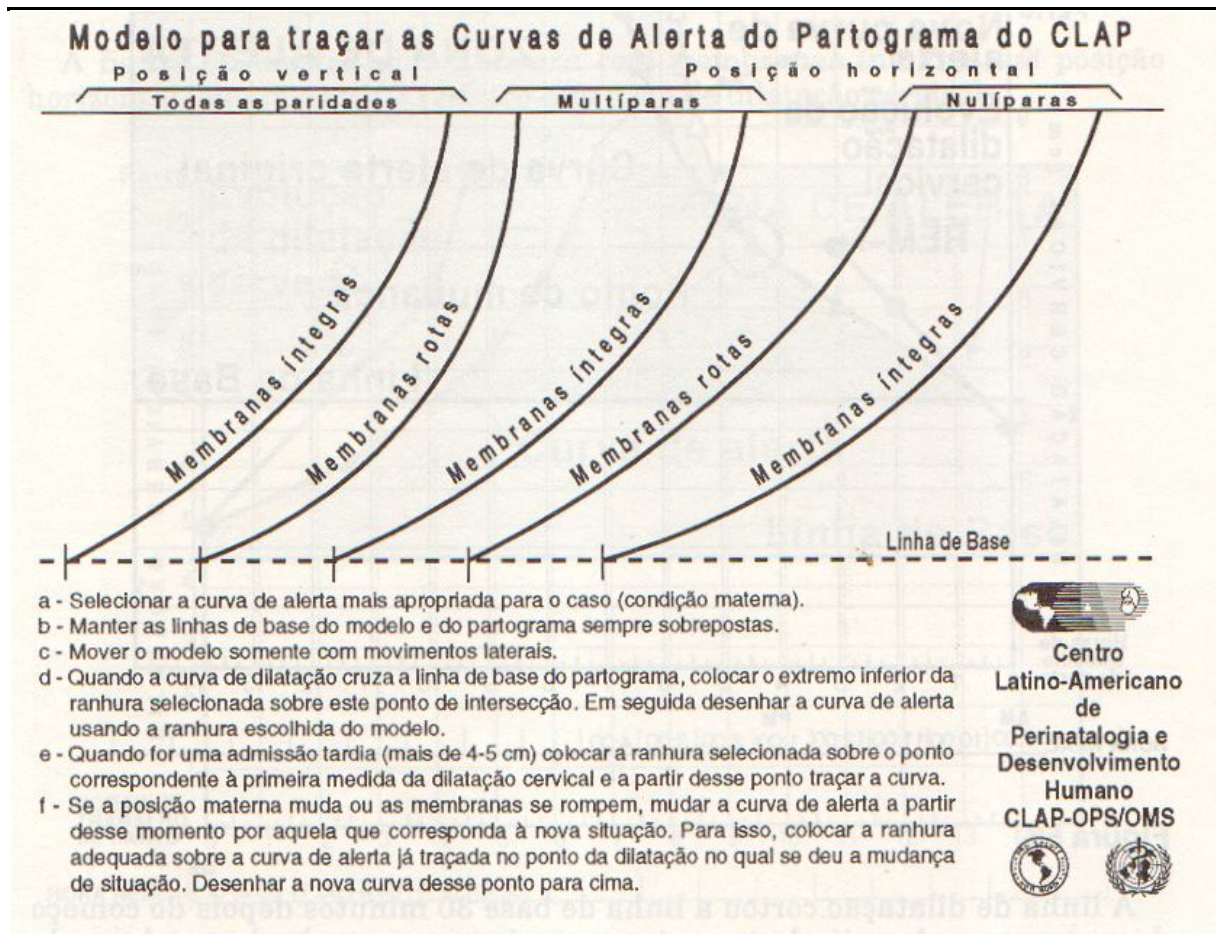 Modelo para traçar as Curvas de Alerta do Partograma do CLAP
Posição vertical
Posição horizontal
Todas as paridades
Multíparas
Nulíparas
Membranas íntegras
Membranas rotas
Membranas íntegras
Membranas rotas
Membranas íntegras
Linha de Base
a - Selecionar a curva de alerta mais apropriada para o caso (condição materna).
b - Manter as linhas de base do modelo e do partograma sempre sobrepostas.
c - Mover o modelo somente com movimentos laterais.
d - Quando a curva de dilatação cruza a linha de base do partograma, colocar o extremo inferior da
ranhura selecionada sobre este ponto de intersecção. Em seguida desenhar a curva de alerta
usando a ranhura escolhida do modelo.
e - Quando for uma admissão tardia (mais de 4-5 cm) colocar a ranhura selecionada sobre o ponto
correspondente à primeira medida da dilatação cervical e a partir desse ponto traçar a curva.
f - Se a posição materna muda ou as membranas se rompem, mudar a curva de alerta a partir
desse momento por aquela que corresponda à nova situação. Para isso, colocar a ranhura
adequada sobre a curva de alerta já traçada no ponto da dilatação no qual se deu a mudança
de situação. Desenhar a nova curva desse ponto para cima.
Centro
Latino-Americano
de
Perinatalogia e
Desenvolvimento
Humano
CLAP-OPS/OMS